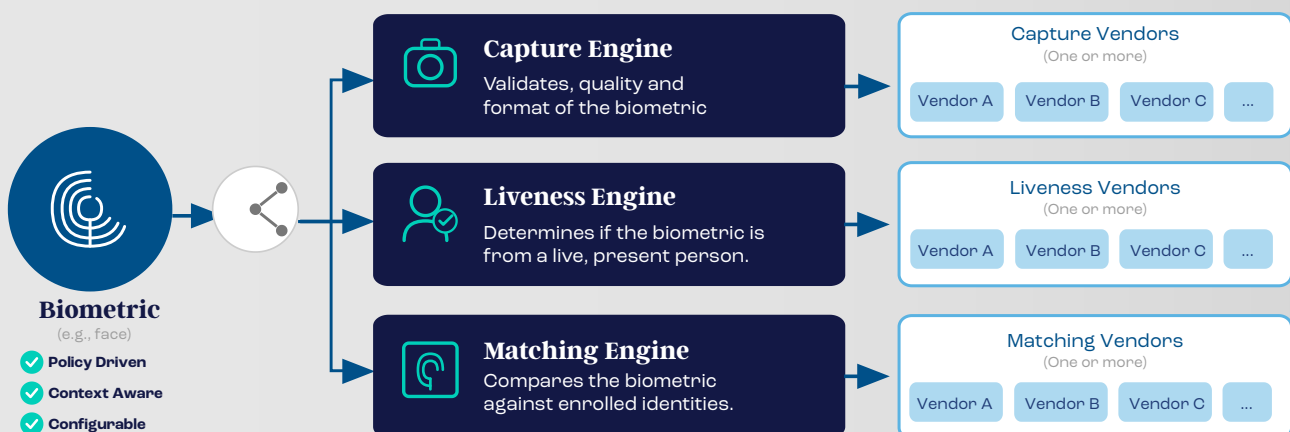 Biometric
(e.g., face)
Policy Driven
Context Aware
Configurable
Capture Engine
Validates, quality and
format of the biometric
Capture Vendors
(One or more)
Vendor A
Vendor B
Vendor C
...
Liveness Engine
Determines if the biometric is
from a live, present person.
Liveness Vendors
(One or more)
Vendor A
Vendor B
Vendor C
...
Matching Engine
Compares the biometric
against enrolled identities.
Matching Vendors
(One or more)
Vendor A
Vendor B
Vendor C
...